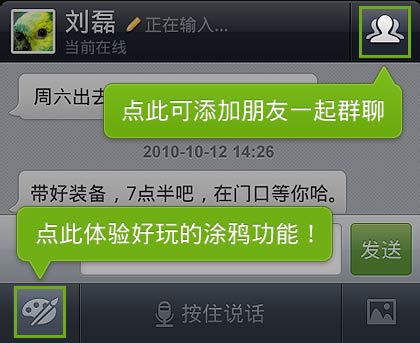 刘磊 正在输入...
当前在线
周六出去
点此可添加朋友一起群聊
2010-10-12 14:26
带好装备，7点半吧，在门口等你哈。
点此体验好玩的涂鸦功能！
发送
按住说话